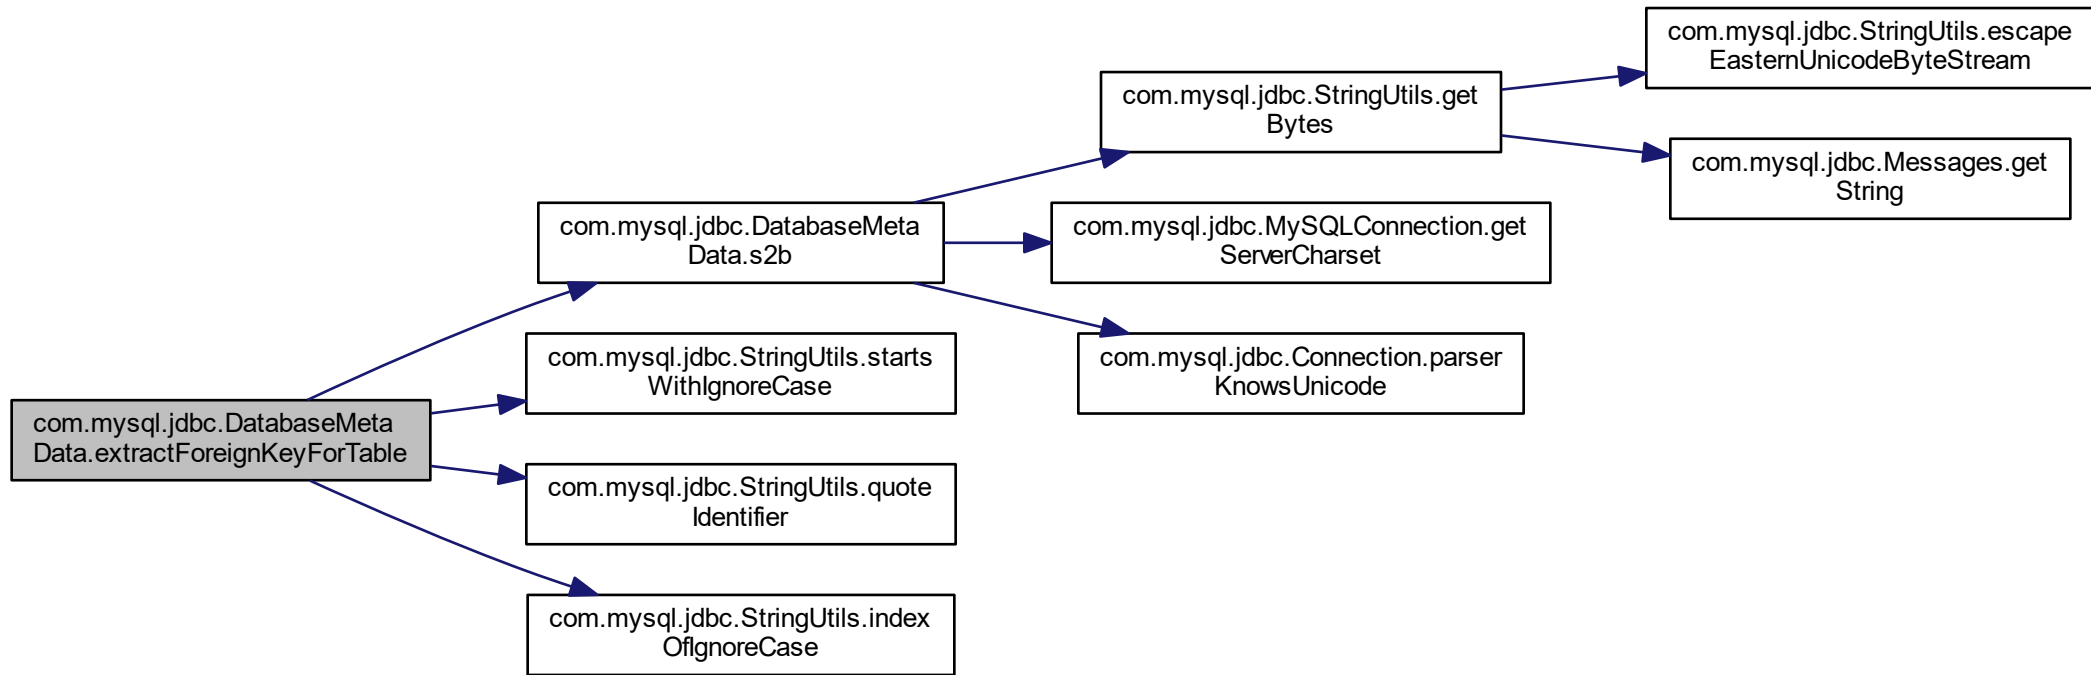 com.mysql.jdbc.DatabaseMeta
Data.extractForeignKeyForTable
com.mysql.jdbc.DatabaseMeta
Data.s2b
com.mysql.jdbc.StringUtils.get
Bytes
com.mysql.jdbc.StringUtils.escape
EasternUnicodeByteStream
com.mysql.jdbc.Messages.get
String
com.mysql.jdbc.MySQLConnection.get
ServerCharset
com.mysql.jdbc.Connection.parser
KnowsUnicode
com.mysql.jdbc.StringUtils.starts
WithIgnoreCase
com.mysql.jdbc.StringUtils.quote
Identifier
com.mysql.jdbc.StringUtils.index
OfIgnoreCase